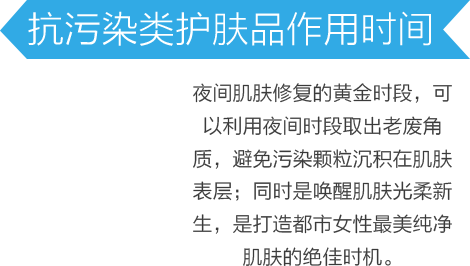 抗污染类护肤品作用时间
夜间肌肤修复的黄金时段，可
以利用夜间时段取出老废角
质，避免污染颗粒沉积在肌肤
表层；同时是唤醒肌肤光柔新
生，是打造都市女性最美纯净
肌肤的绝佳时机。